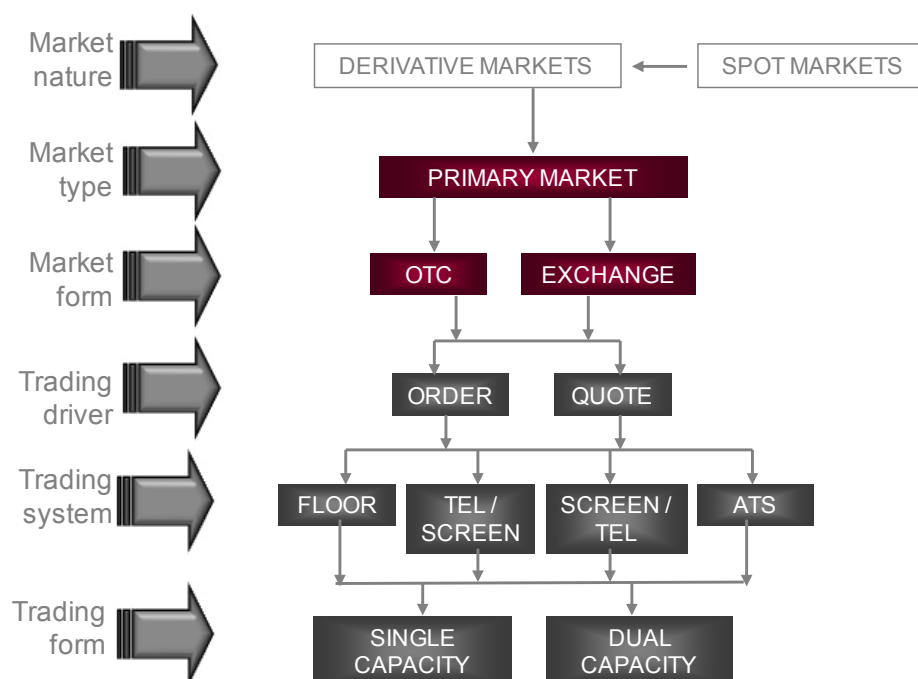 Market
nature
DERIVATIVE MARKETS
SPOT MARKETS
Market
type
PRIMARY MARKET
Market
form
OTC
EXCHANGE
Trading
driver
ORDER
QUOTE
Trading
system
FLOOR
TEL /
SCREEN
SCREEN /
TEL
ATS
Trading
form
SINGLE
CAPACITY
DUAL
CAPACITY